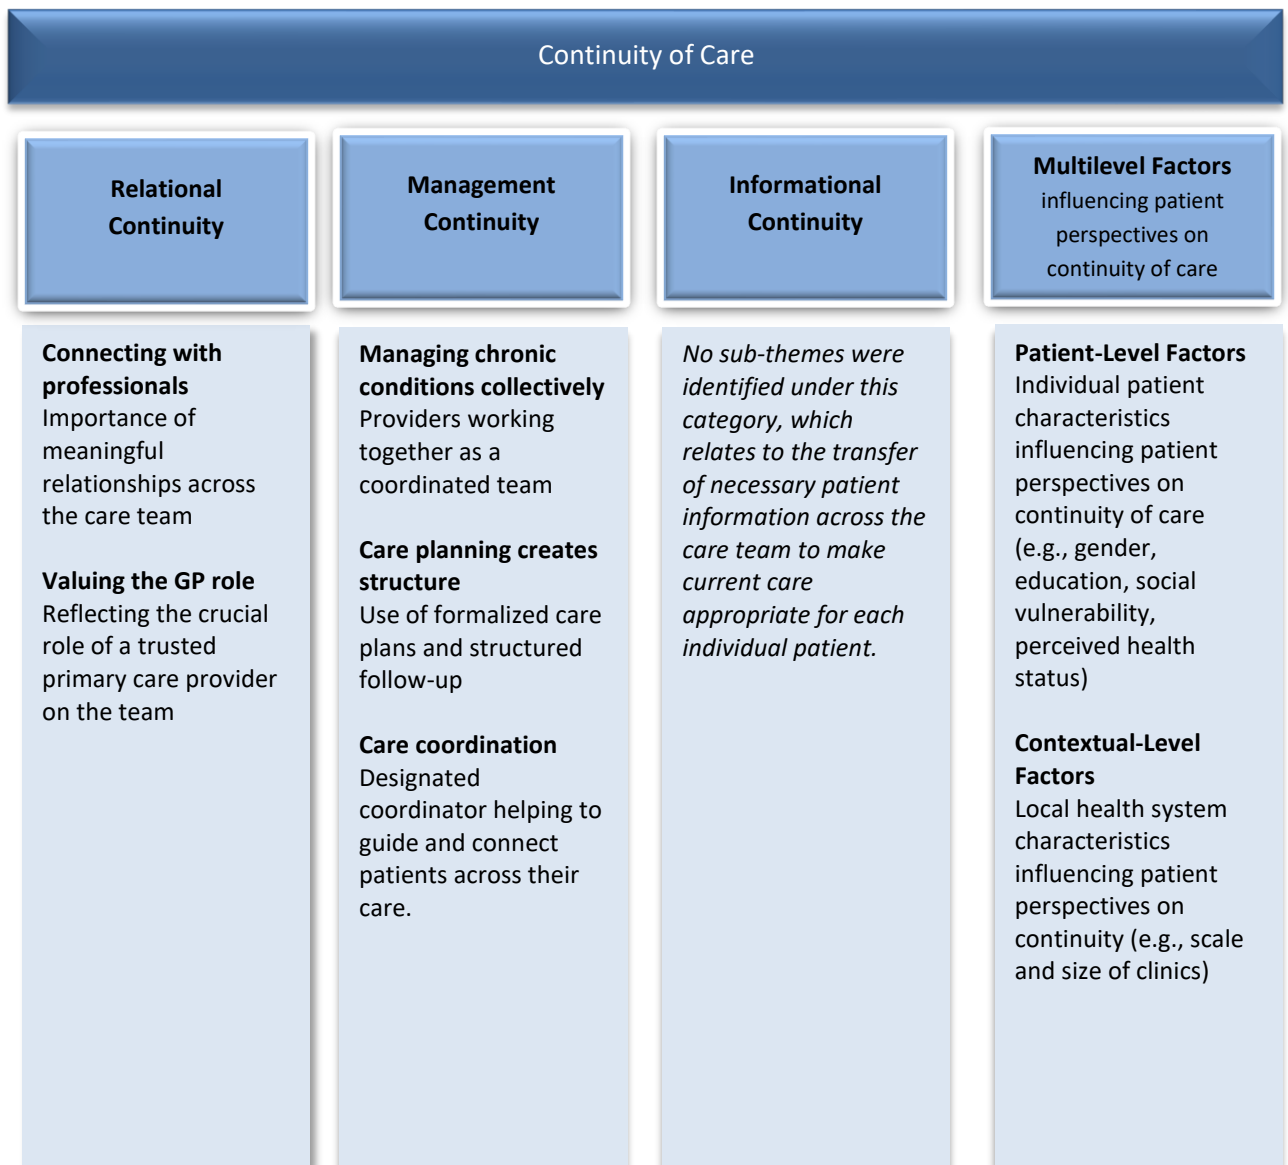 Continuity of Care
Relational
Continuity
Connecting with
professionals
Importance of
meaningful
relationships across
the care team
Valuing the GP role
Reflecting the crucial
role of a trusted
primary care provider
on the team
Management
Continuity
Managing chronic
conditions collectively
Providers working
together as a
coordinated team
Care planning creates
structure
Use of formalized care
plans and structured
follow-up
Care coordination
Designated
coordinator helping to
guide and connect
patients across their
care.
Informational
Continuity
No sub-themes were
identified under this
category, which
relates to the transfer
of necessary patient
information across the
care team to make
current care
appropriate for each
individual patient.
Multilevel Factors
influencing patient
perspectives on
continuity of care
Patient-Level Factors
Individual patient
characteristics
influencing patient
perspectives on
continuity of care
(e.g., gender,
education, social
vulnerability,
perceived health
status)
Contextual-Level
Factors
Local health system
characteristics
influencing patient
perspectives on
continuity (e.g., scale
and size of clinics)